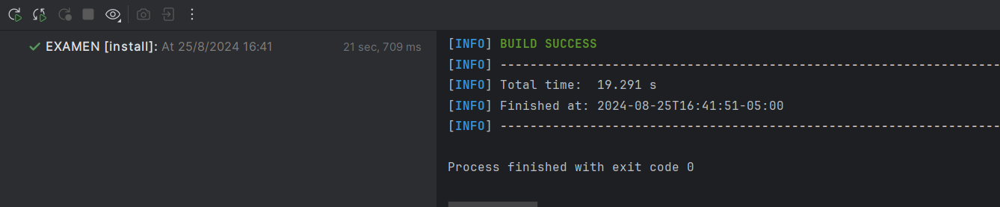 EXAMEN [install]: At 25/8/2024 16:41 21 sec, 709 ms
[INFO] BUILD SUCCESS
[INFO] ------------------------------------------------------------------------
[INFO] Total time:  19.291 s
[INFO] Finished at: 2024-08-25T16:41:51-05:00
[INFO] ------------------------------------------------------------------------
Process finished with exit code 0